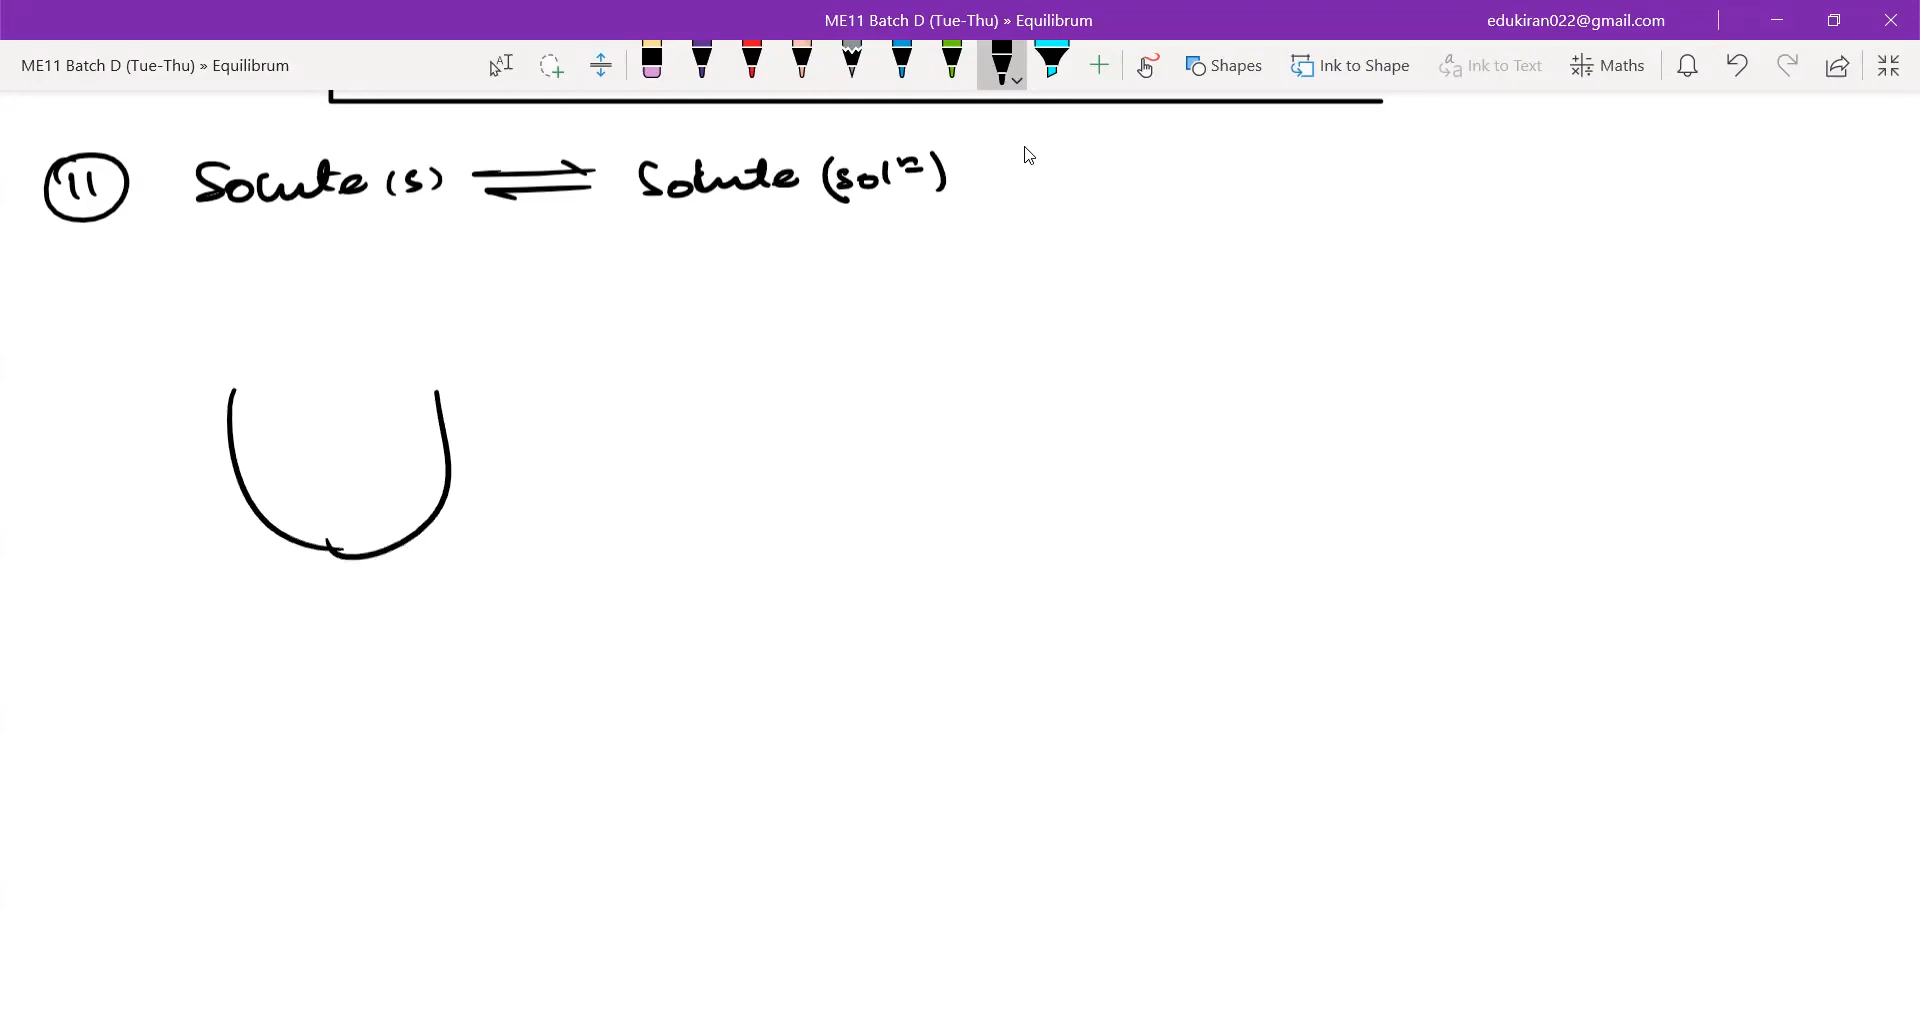 ME11 Batch D (Tue-Thu) » Equilibrum
edukiran022@gmail.com
ME11 Batch D (Tue-Thu) » Equilibrum
Shapes
Ink to Shape
Ink to Text
Maths
11 Solute (s) ⇌ Solute (solⁿ)